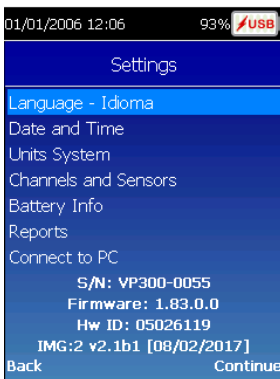 01/01/2006 12:06 93% USB
Settings
Language - Idioma
Date and Time
Units System
Channels and Sensors
Battery Info
Reports
Connect to PC
S/N: VP300-0055
Firmware: 1.83.0.0
Hw ID: 05026119
IMG:2 v2.1b1 [08/02/2017]
Back Continue